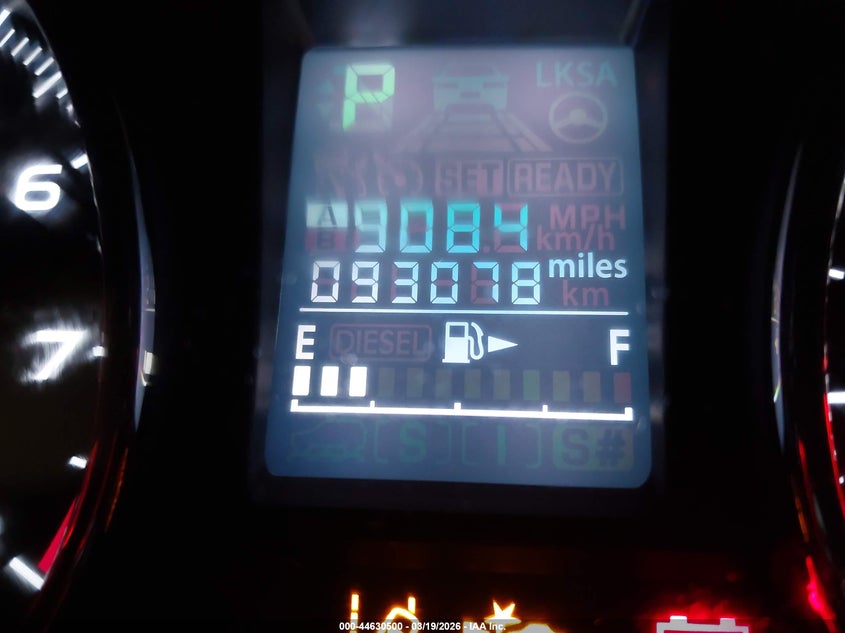 P LKSA
SET READY
6 A 9084 MPH
B km/h
093078 miles
km
7 E DIESEL F
S I S#
000-44630500 - 03/19/2026 - IAA Inc.